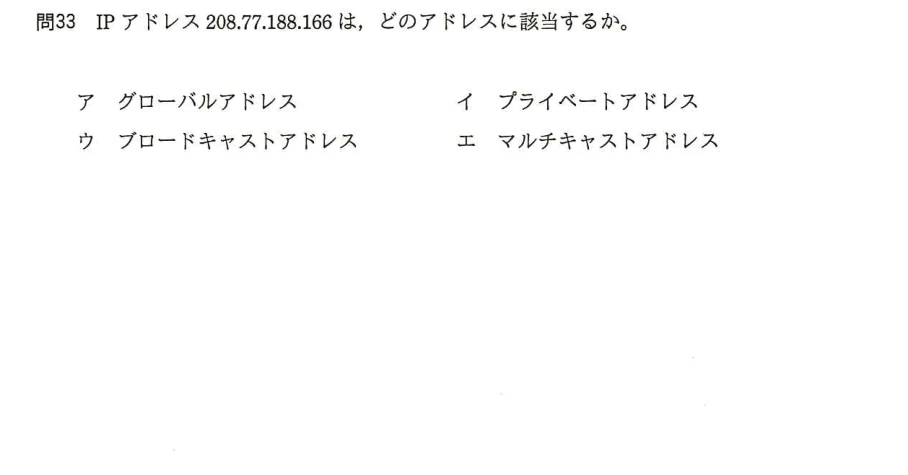 問33 IP アドレス 208.77.188.166 は，どのアドレスに該当するか。
ア グローバルアドレス イ プライベートアドレス
ウ ブロードキャストアドレス エ マルチキャストアドレス